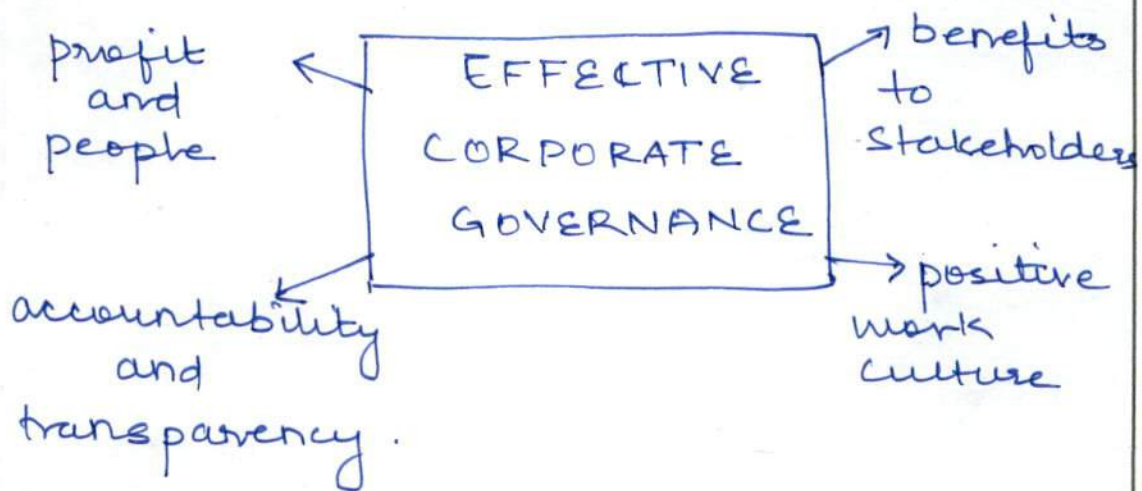 profit
and
people
EFFECTIVE
CORPORATE
GOVERNANCE
benefits
to
stakeholders
accountability
and
transparency.
positive
work
culture